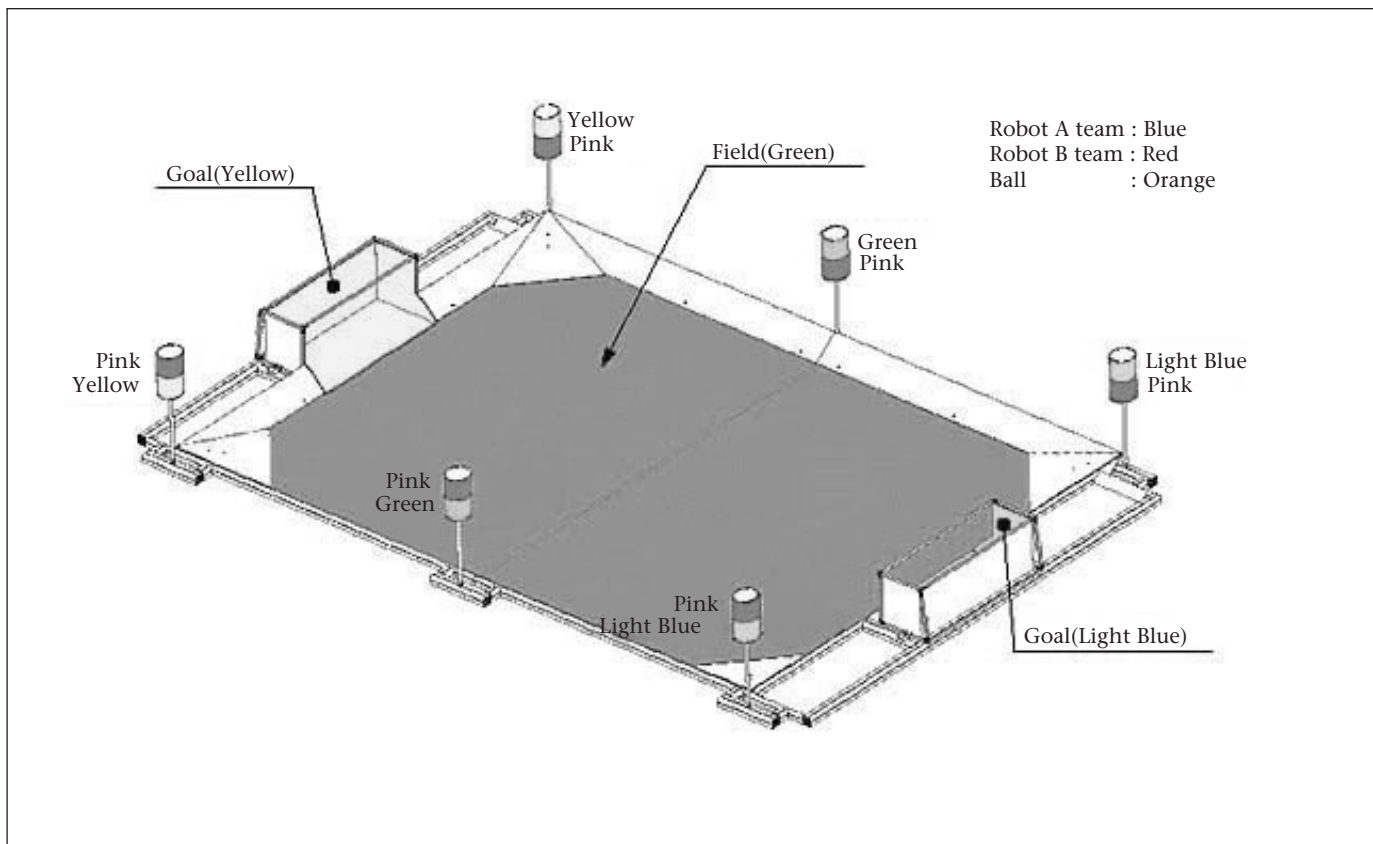 Yellow
Pink
Robot A team : Blue
Robot B team : Red
Ball : Orange
Field(Green)
Goal(Yellow)
Green
Pink
Pink
Yellow
Light Blue
Pink
Pink
Green
Pink
Light Blue
Goal(Light Blue)